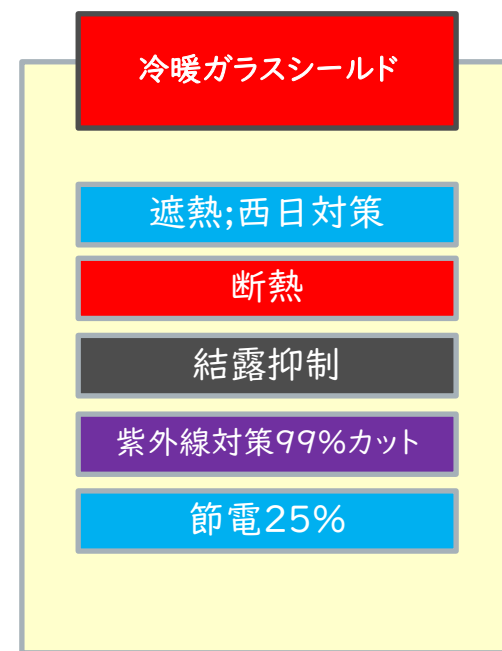 冷暖ガラスシールド
遮熱;西日対策
断熱
結露抑制
紫外線対策99%カット
節電25%